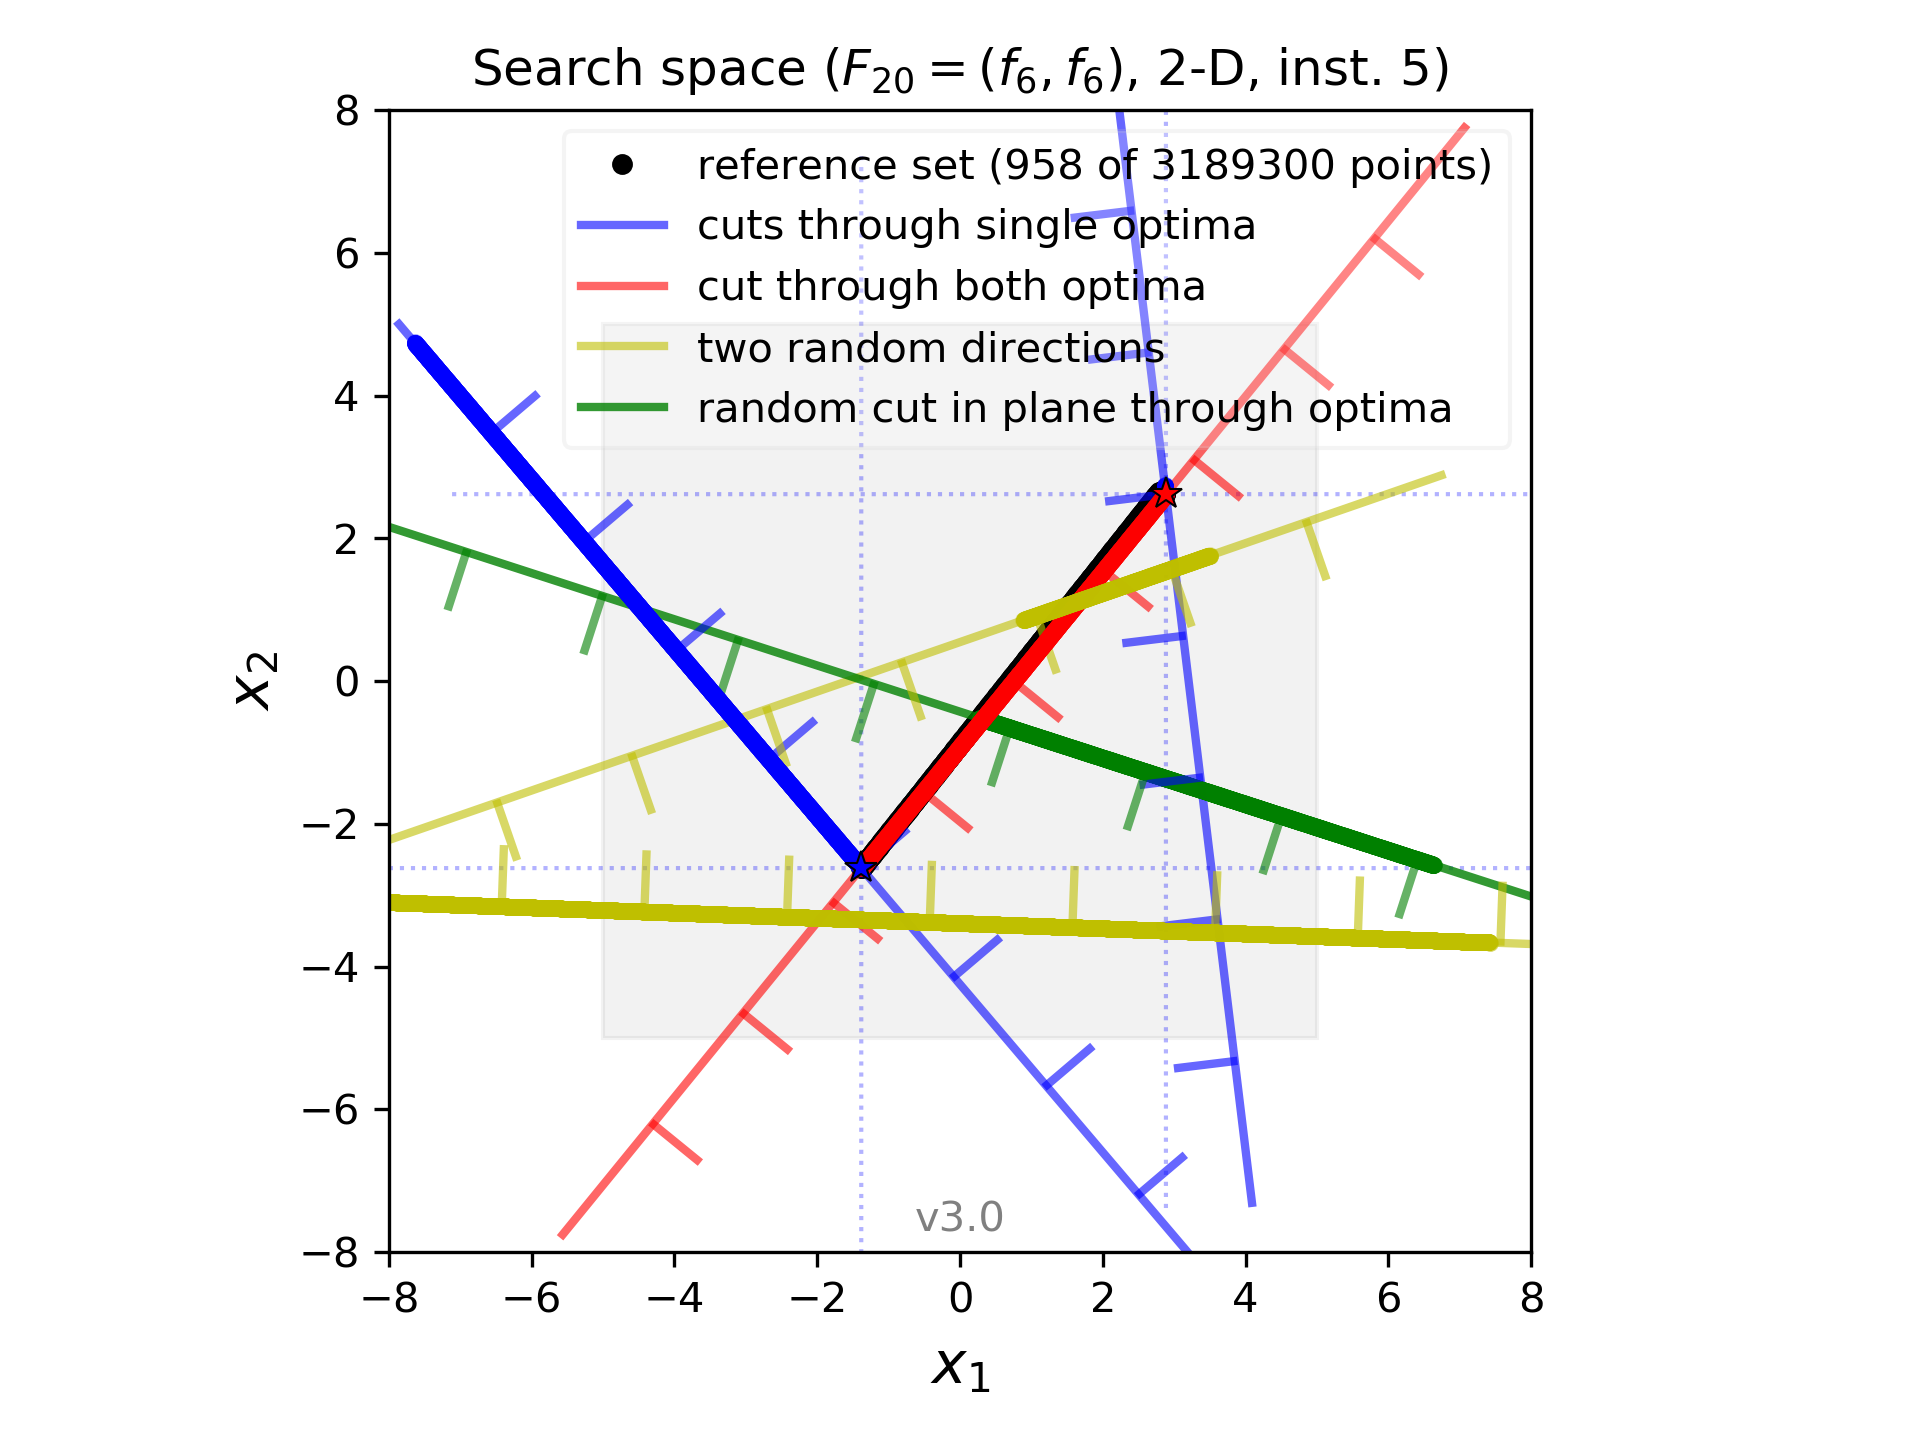 Search space (F₂₀ = (f₆, f₆), 2-D, inst. 5)
reference set (958 of 3189300 points)
cuts through single optima
cut through both optima
two random directions
random cut in plane through optima
8
6
4
2
0
−2
−4
−6
−8
x₂
v3.0
−8 −6 −4 −2 0 2 4 6 8
x₁